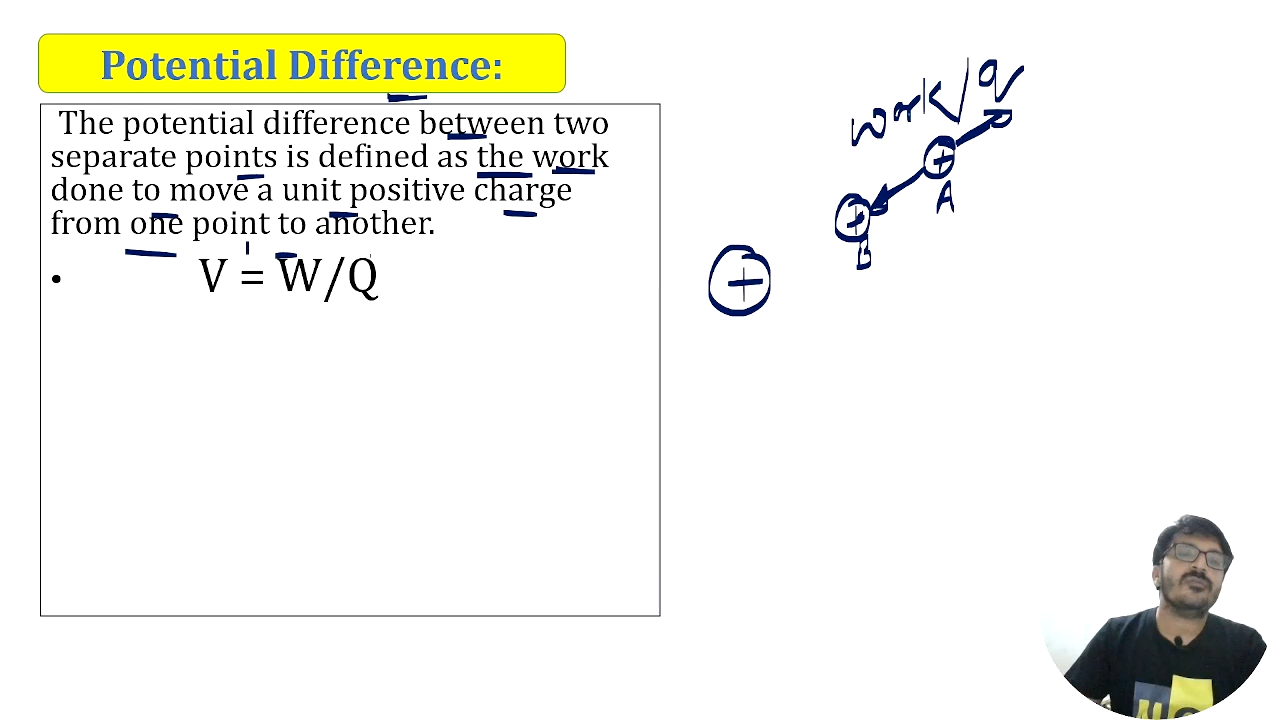 Potential Difference:
The potential difference between two
separate points is defined as the work
done to move a unit positive charge
from one point to another.
• V = W/Q
work/q
+
A
+
B
+